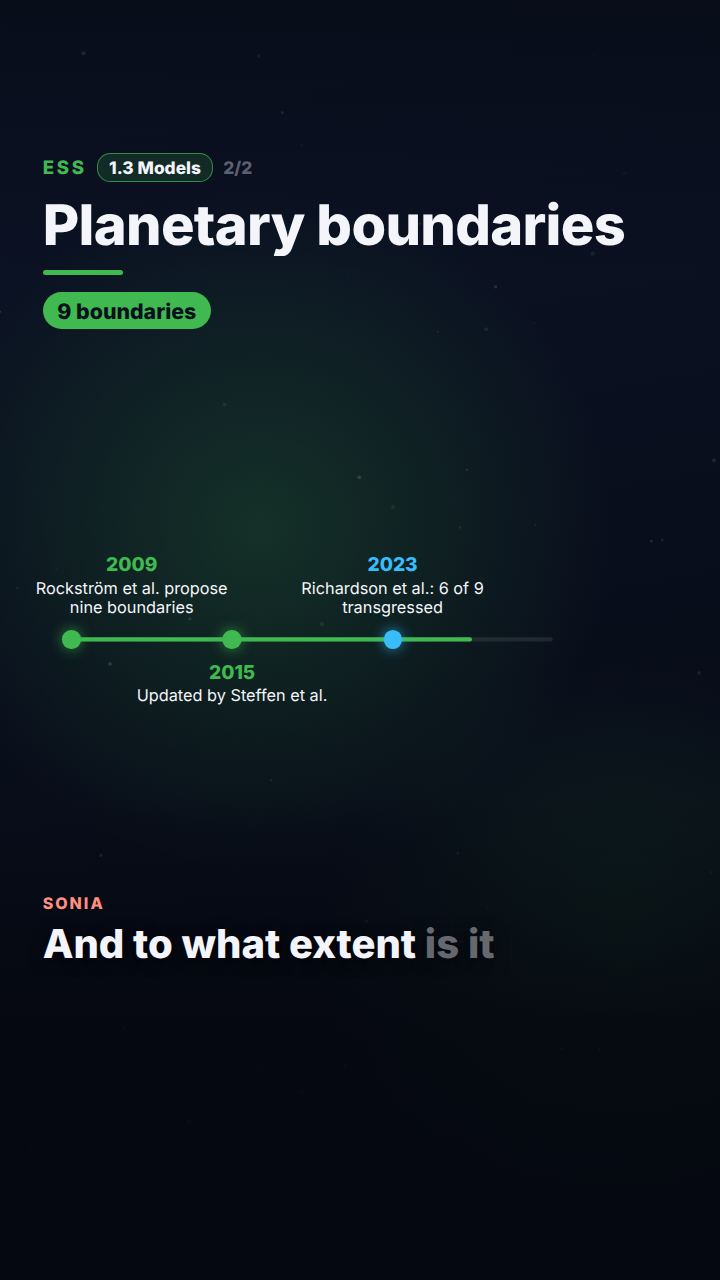 ESS 1.3 Models 2/2
Planetary boundaries
9 boundaries
2009
Rockström et al. propose
nine boundaries
2023
Richardson et al.: 6 of 9
transgressed
2015
Updated by Steffen et al.
SONIA
And to what extent is it